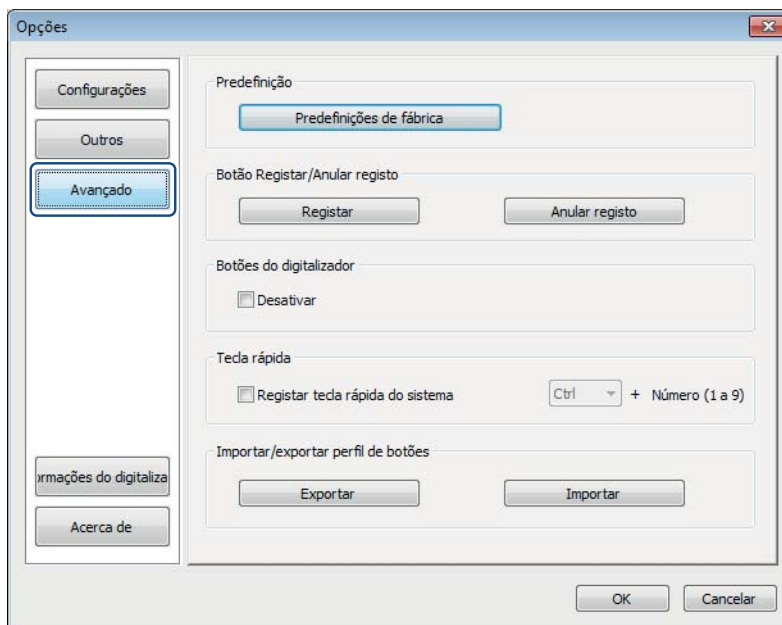 Opções
Configurações
Outros
Avançado
ormações do digitaliza
Acerca de
Predefinição
Predefinições de fábrica
Botão Registar/Anular registo
Registar
Anular registo
Botões do digitalizador
Desativar
Tecla rápida
Registar tecla rápida do sistema
Ctrl + Número (1 a 9)
Importar/exportar perfil de botões
Exportar
Importar
OK
Cancelar